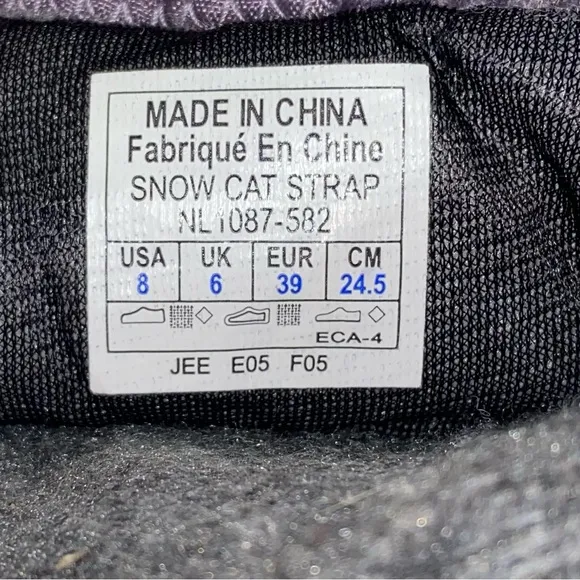 MADE IN CHINA
Fabriqué En Chine
SNOW CAT STRAP
NL1087-582
USA UK EUR CM
8 6 39 24.5
ECA-4
JEE E05 F05